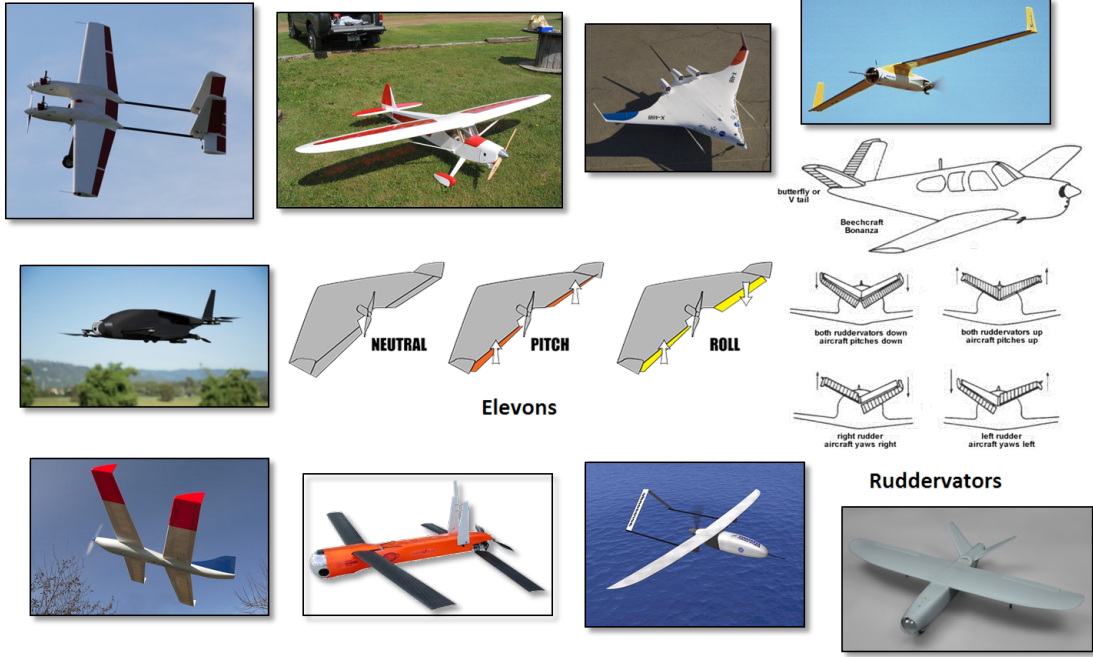 X-48B
butterfly or
V tail
Beechcraft
Bonanza
NEUTRAL
PITCH
ROLL
both ruddervators down
aircraft pitches down
both ruddervators up
aircraft pitches up
Elevons
right rudder
aircraft yaws right
left rudder
aircraft yaws left
Ruddervators